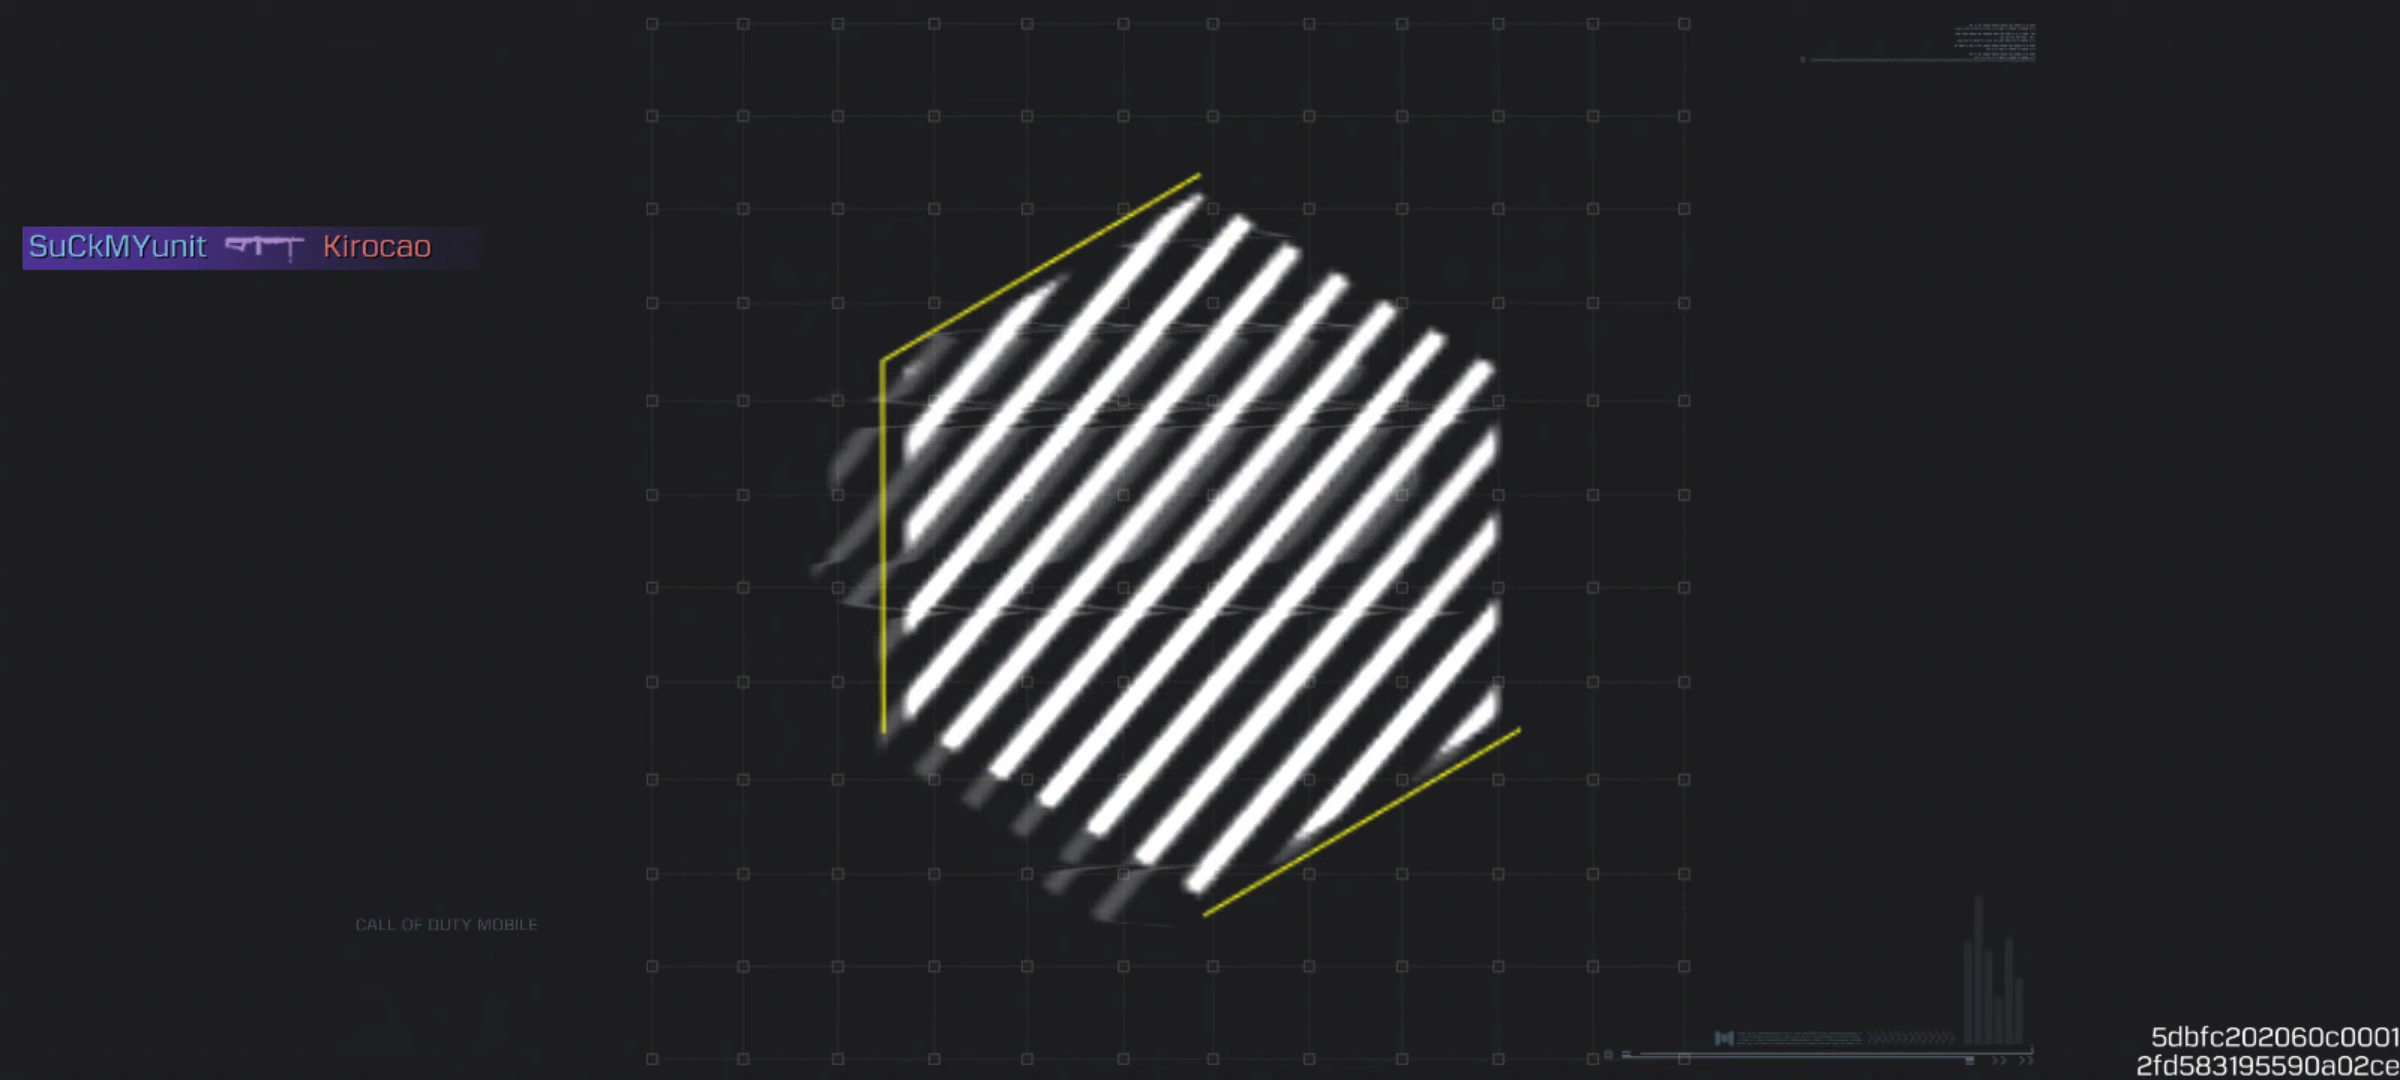 SuCkMYunit Kirocao
CALL OF DUTY MOBILE
5dbfc202060c0001
2fd583195590a02ce